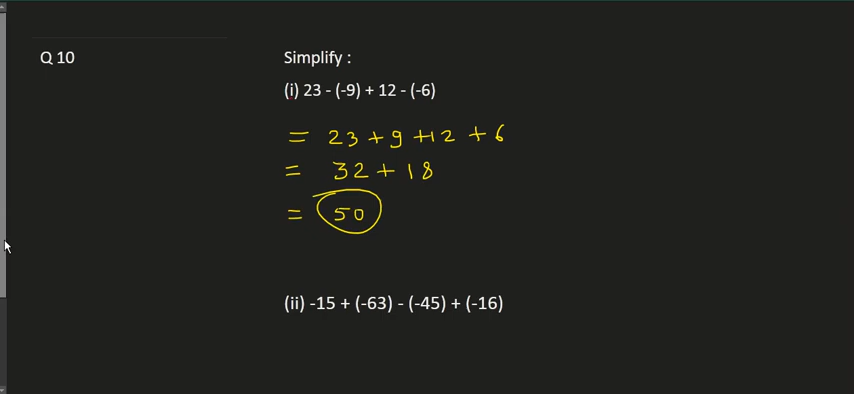 Q 10
Simplify :
(i) 23 - (-9) + 12 - (-6)
= 23 + 9 + 12 + 6
= 32 + 18
= 50
(ii) -15 + (-63) - (-45) + (-16)